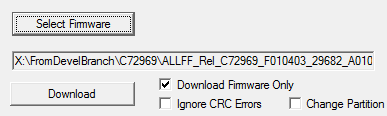 Select Firmware
X:\FromDevelBranch\C72969\ALLFF_Rel_C72969_F010403_29682_A010
Download
Download Firmware Only
Ignore CRC Errors
Change Partition